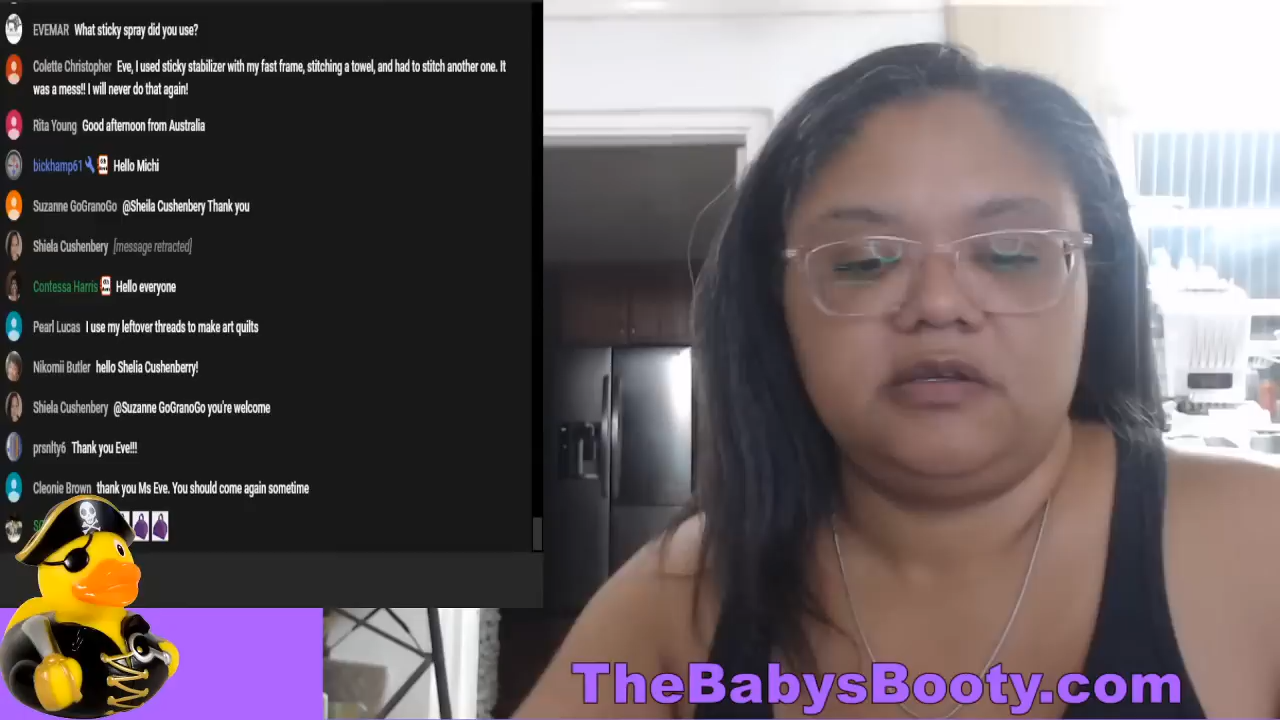 EVEMAR What sticky spray did you use?
Colette Christopher Eve, I used sticky stabilizer with my fast frame, stitching a towel, and had to stitch another one. It
was a mess!! I will never do that again!
Rita Young Good afternoon from Australia
bickhamp61 Hello Michi
Suzanne GoGranoGo @Sheila Cushenbery Thank you
Shiela Cushenbery [message retracted]
Contessa Harris Hello everyone
Pearl Lucas I use my leftover threads to make art quilts
Nikomii Butler hello Shelia Cushenbery!
Shiela Cushenbery @Suzanne GoGranoGo you're welcome
prsnlty6 Thank you Eve!!!
Cleonie Brown thank you Ms Eve. You should come again sometime
TheBabysBooty.com